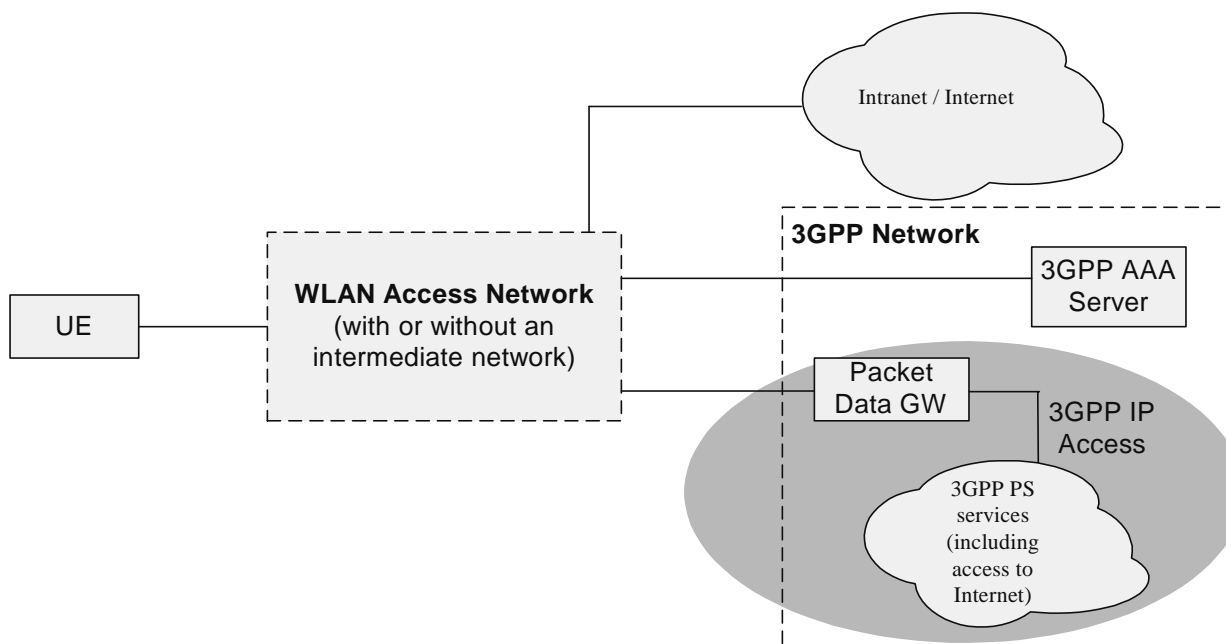 Intranet / Internet
3GPP Network
3GPP AAA
Server
WLAN Access Network
(with or without an
intermediate network)
UE
Packet
Data GW
3GPP IP
Access
3GPP PS
services
(including
access to
Internet)